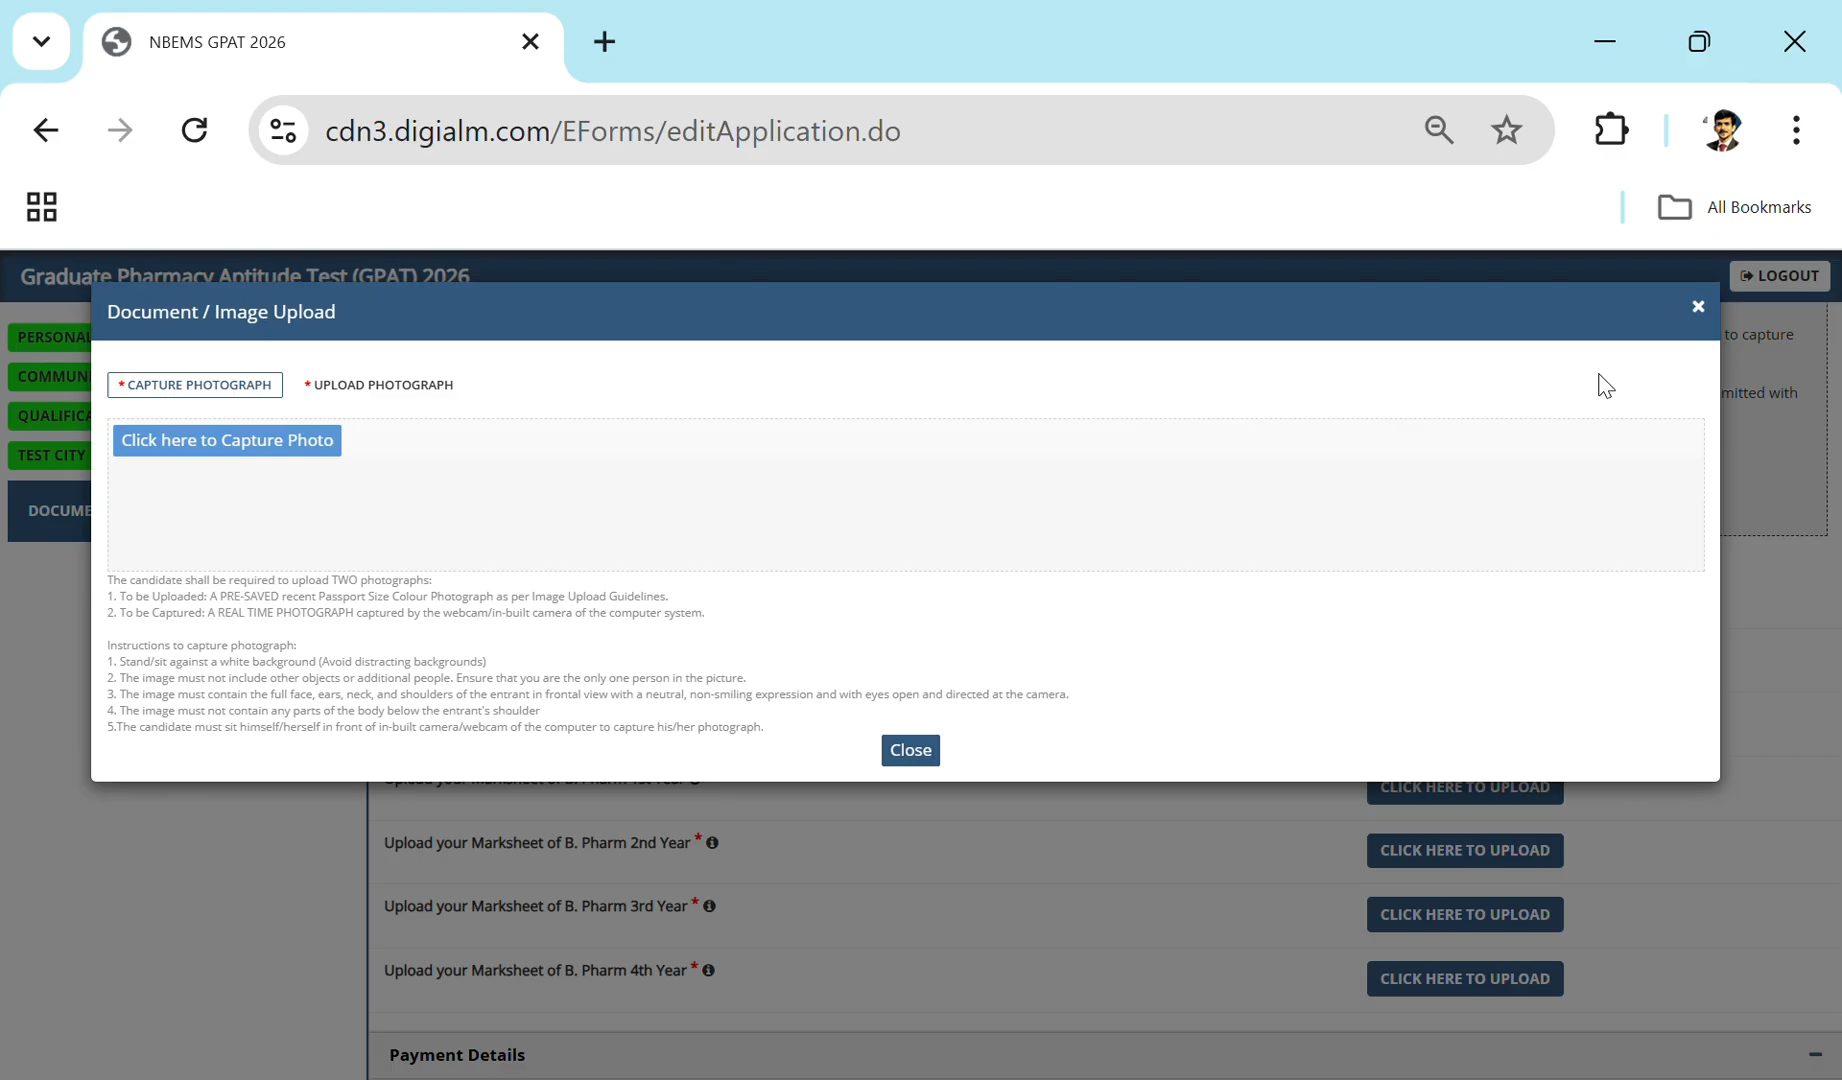 NBEMS GPAT 2026
cdn3.digialm.com/EForms/editApplication.do
All Bookmarks
Graduate Pharmacy Aptitude Test (GPAT) 2026
LOGOUT
Document / Image Upload
PERSONAL
to capture
* CAPTURE PHOTOGRAPH
* UPLOAD PHOTOGRAPH
COMMUNI
mitted with
QUALIFICA
Click here to Capture Photo
TEST CITY
DOCUME
The candidate shall be required to upload TWO photographs:
1. To be Uploaded: A PRE-SAVED recent Passport Size Colour Photograph as per Image Upload Guidelines.
2. To be Captured: A REAL TIME PHOTOGRAPH captured by the webcam/in-built camera of the computer system.
Instructions to capture photograph:
1. Stand/sit against a white background (Avoid distracting backgrounds)
2. The image must not include other objects or additional people. Ensure that you are the only one person in the picture.
3. The image must contain the full face, ears, neck, and shoulders of the entrant in frontal view with a neutral, non-smiling expression and with eyes open and directed at the camera.
4. The image must not contain any parts of the body below the entrant's shoulder
5.The candidate must sit himself/herself in front of in-built camera/webcam of the computer to capture his/her photograph.
Close
Upload your Marksheet of B. Pharm 1st Year
CLICK HERE TO UPLOAD
Upload your Marksheet of B. Pharm 2nd Year *
CLICK HERE TO UPLOAD
Upload your Marksheet of B. Pharm 3rd Year *
CLICK HERE TO UPLOAD
Upload your Marksheet of B. Pharm 4th Year *
CLICK HERE TO UPLOAD
Payment Details